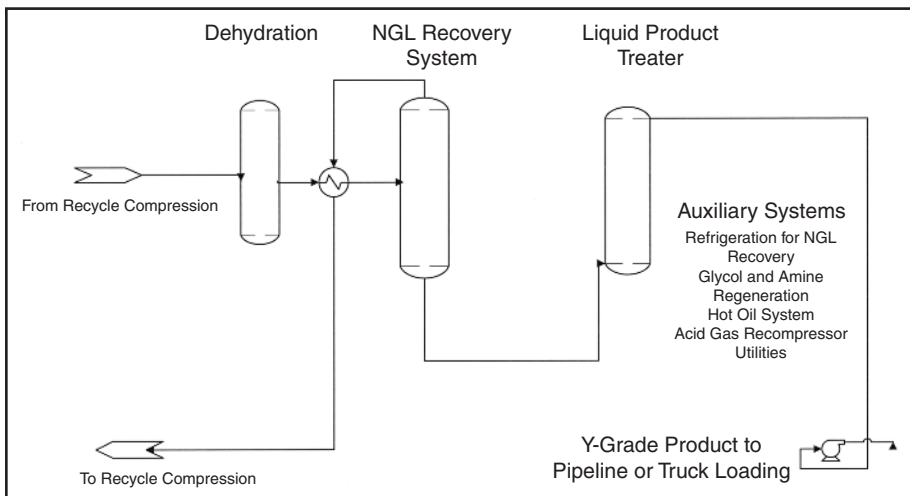 Dehydration
NGL Recovery
System
Liquid Product
Treater
From Recycle Compression
Auxiliary Systems
Refrigeration for NGL
Recovery
Glycol and Amine
Regeneration
Hot Oil System
Acid Gas Recompressor
Utilities
To Recycle Compression
Y-Grade Product to
Pipeline or Truck Loading